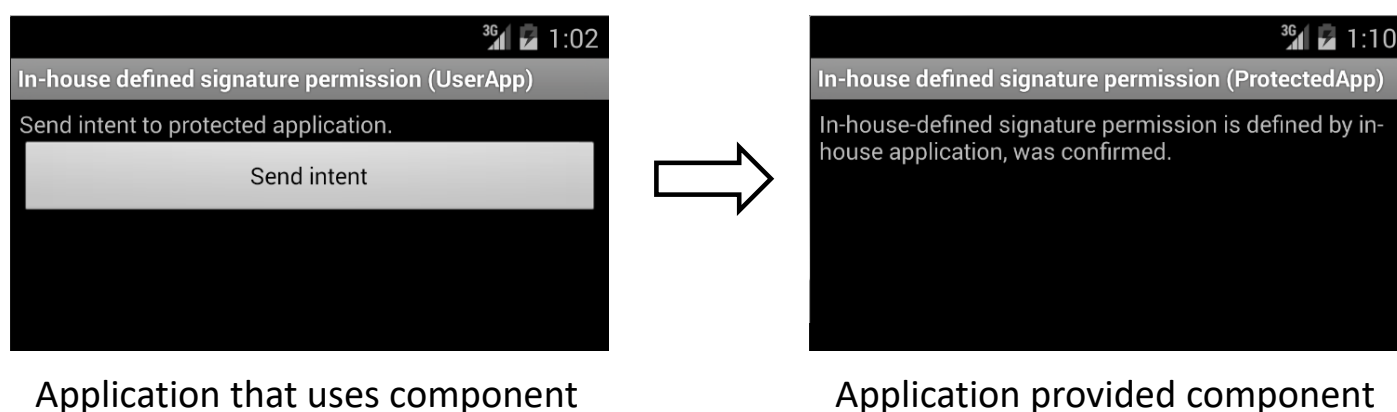 3G 1:02
In-house defined signature permission (UserApp)
Send intent to protected application.
Send intent
Application that uses component
3G 1:10
In-house defined signature permission (ProtectedApp)
In-house-defined signature permission is defined by in-
house application, was confirmed.
Application provided component